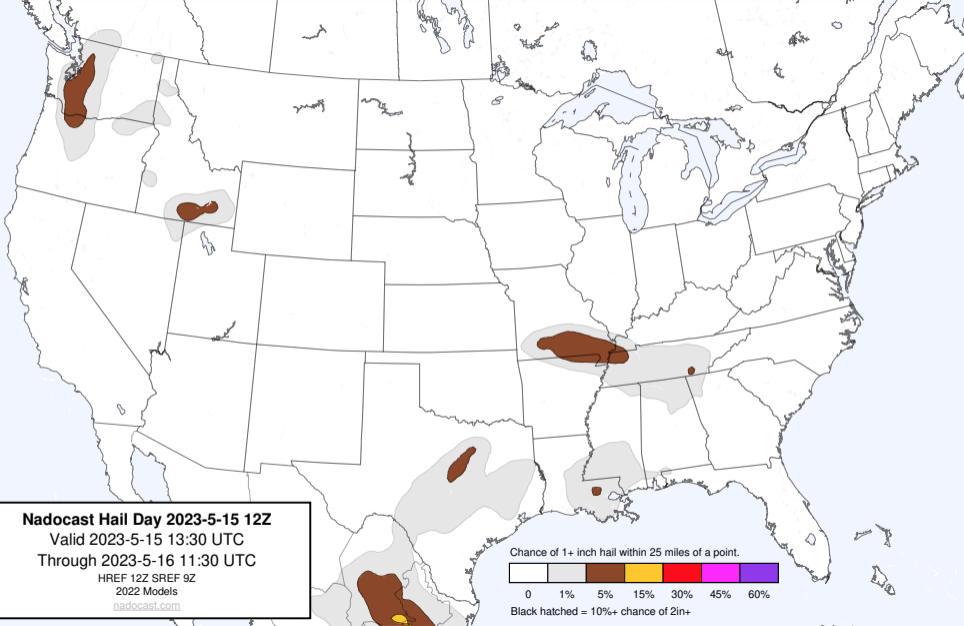 Nadocast Hail Day 2023-5-15 12Z
Valid 2023-5-15 13:30 UTC
Through 2023-5-16 11:30 UTC
HREF 12Z SREF 9Z
2022 Models
nadocast.com
Chance of 1+ inch hail within 25 miles of a point.
0 1% 5% 15% 30% 45% 60%
Black hatched = 10%+ chance of 2in+